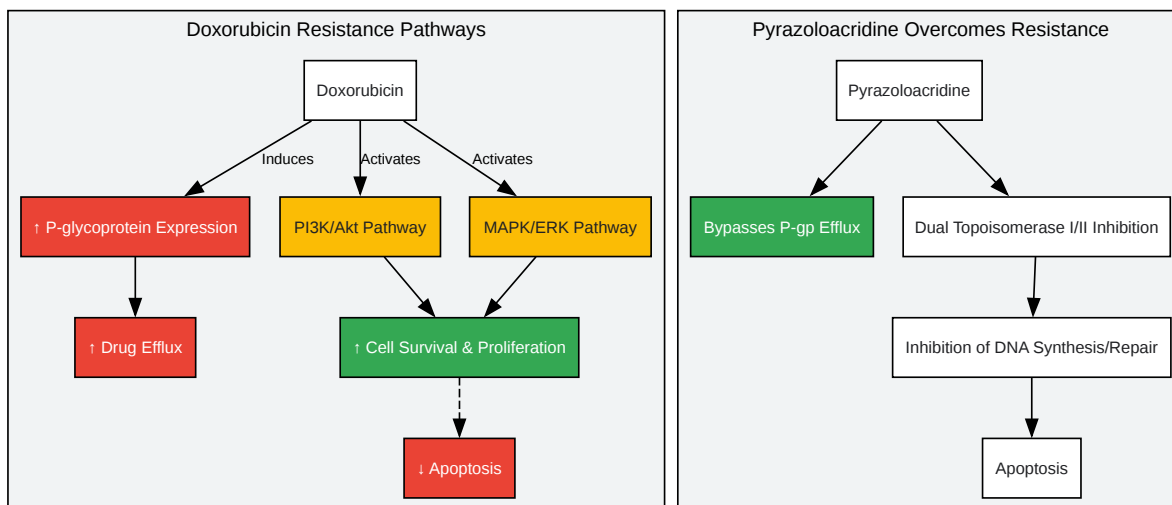 Doxorubicin Resistance Pathways
Doxorubicin
Induces
Activates
Activates
↑ P-glycoprotein Expression
PI3K/Akt Pathway
MAPK/ERK Pathway
↑ Drug Efflux
↑ Cell Survival & Proliferation
↓ Apoptosis
Pyrazoloacridine Overcomes Resistance
Pyrazoloacridine
Bypasses P-gp Efflux
Dual Topoisomerase I/II Inhibition
Inhibition of DNA Synthesis/Repair
Apoptosis